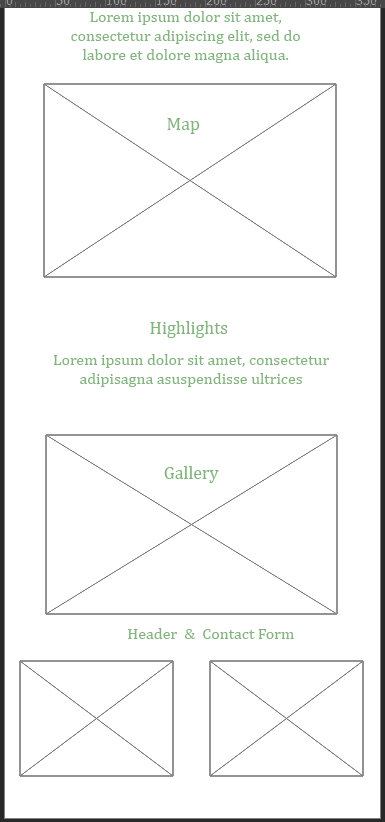 0 50 100 150 200 250 300 350
Lorem ipsum dolor sit amet,
consectetur adipiscing elit, sed do
labore et dolore magna aliqua.
Map
Highlights
Lorem ipsum dolor sit amet, consectetur
adipisagna asuspendisse ultrices
Gallery
Header & Contact Form